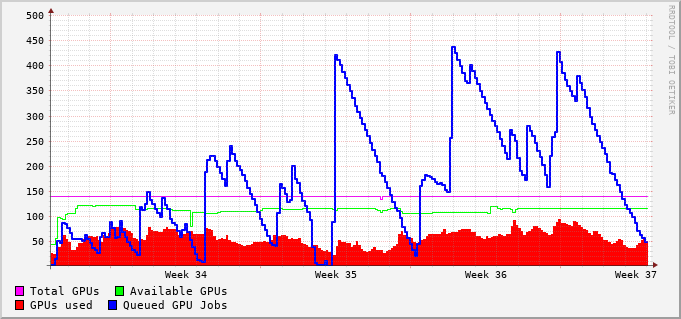 500
450
400
350
300
250
200
150
100
50
Week 34 Week 35 Week 36 Week 37
Total GPUs Available GPUs
GPUs used Queued GPU Jobs
RRDTOOL / TOBI OETIKER